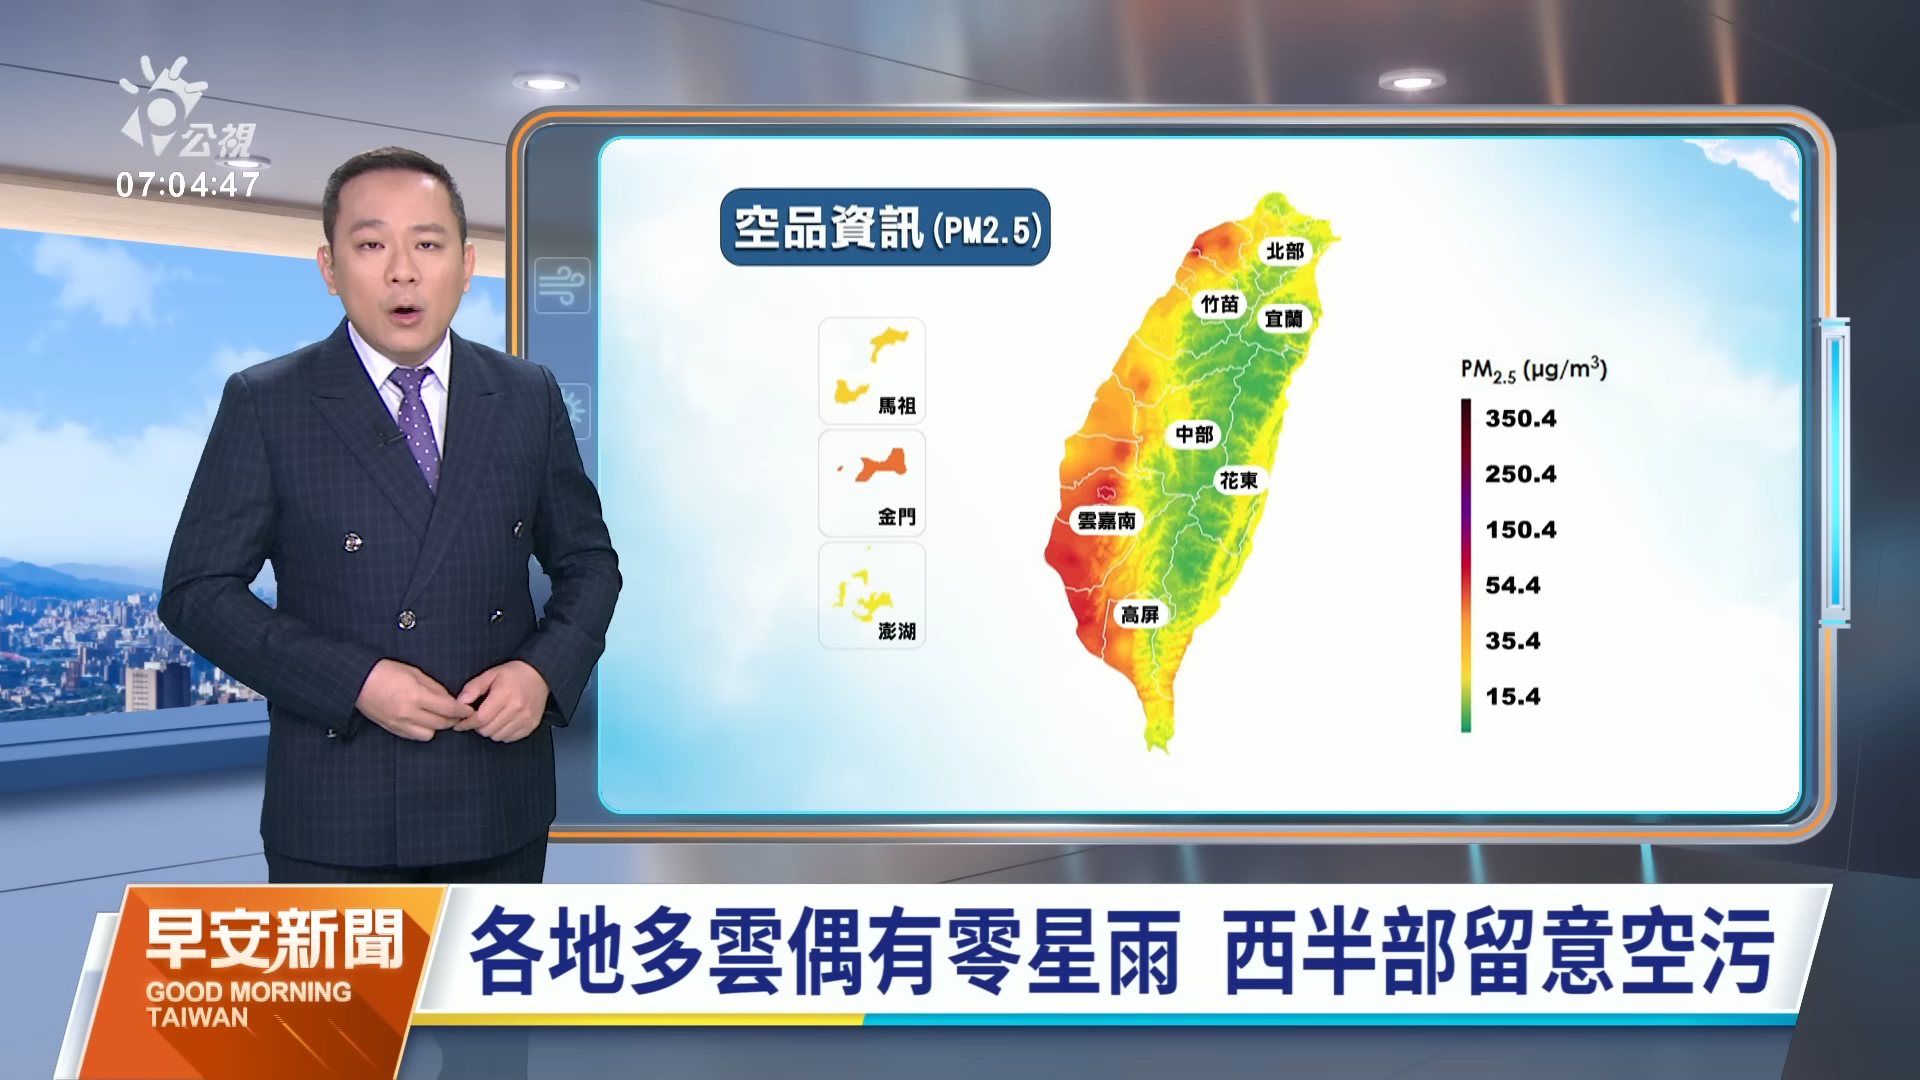 公視
07:04:47
空品資訊(PM2.5)
北部
竹苗
宜蘭
馬祖
中部
金門
花東
雲嘉南
澎湖
高屏
PM2.5 (μg/m³)
350.4
250.4
150.4
54.4
35.4
15.4
早安新聞
GOOD MORNING
TAIWAN
各地多雲偶有零星雨 西半部留意空污